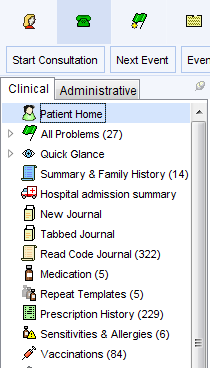 Start Consultation Next Event
Clinical Administrative
Patient Home
All Problems (27)
Quick Glance
Summary & Family History (14)
Hospital admission summary
New Journal
Tabbed Journal
Read Code Journal (322)
Medication (5)
Repeat Templates (5)
Prescription History (229)
Sensitivities & Allergies (6)
Vaccinations (84)